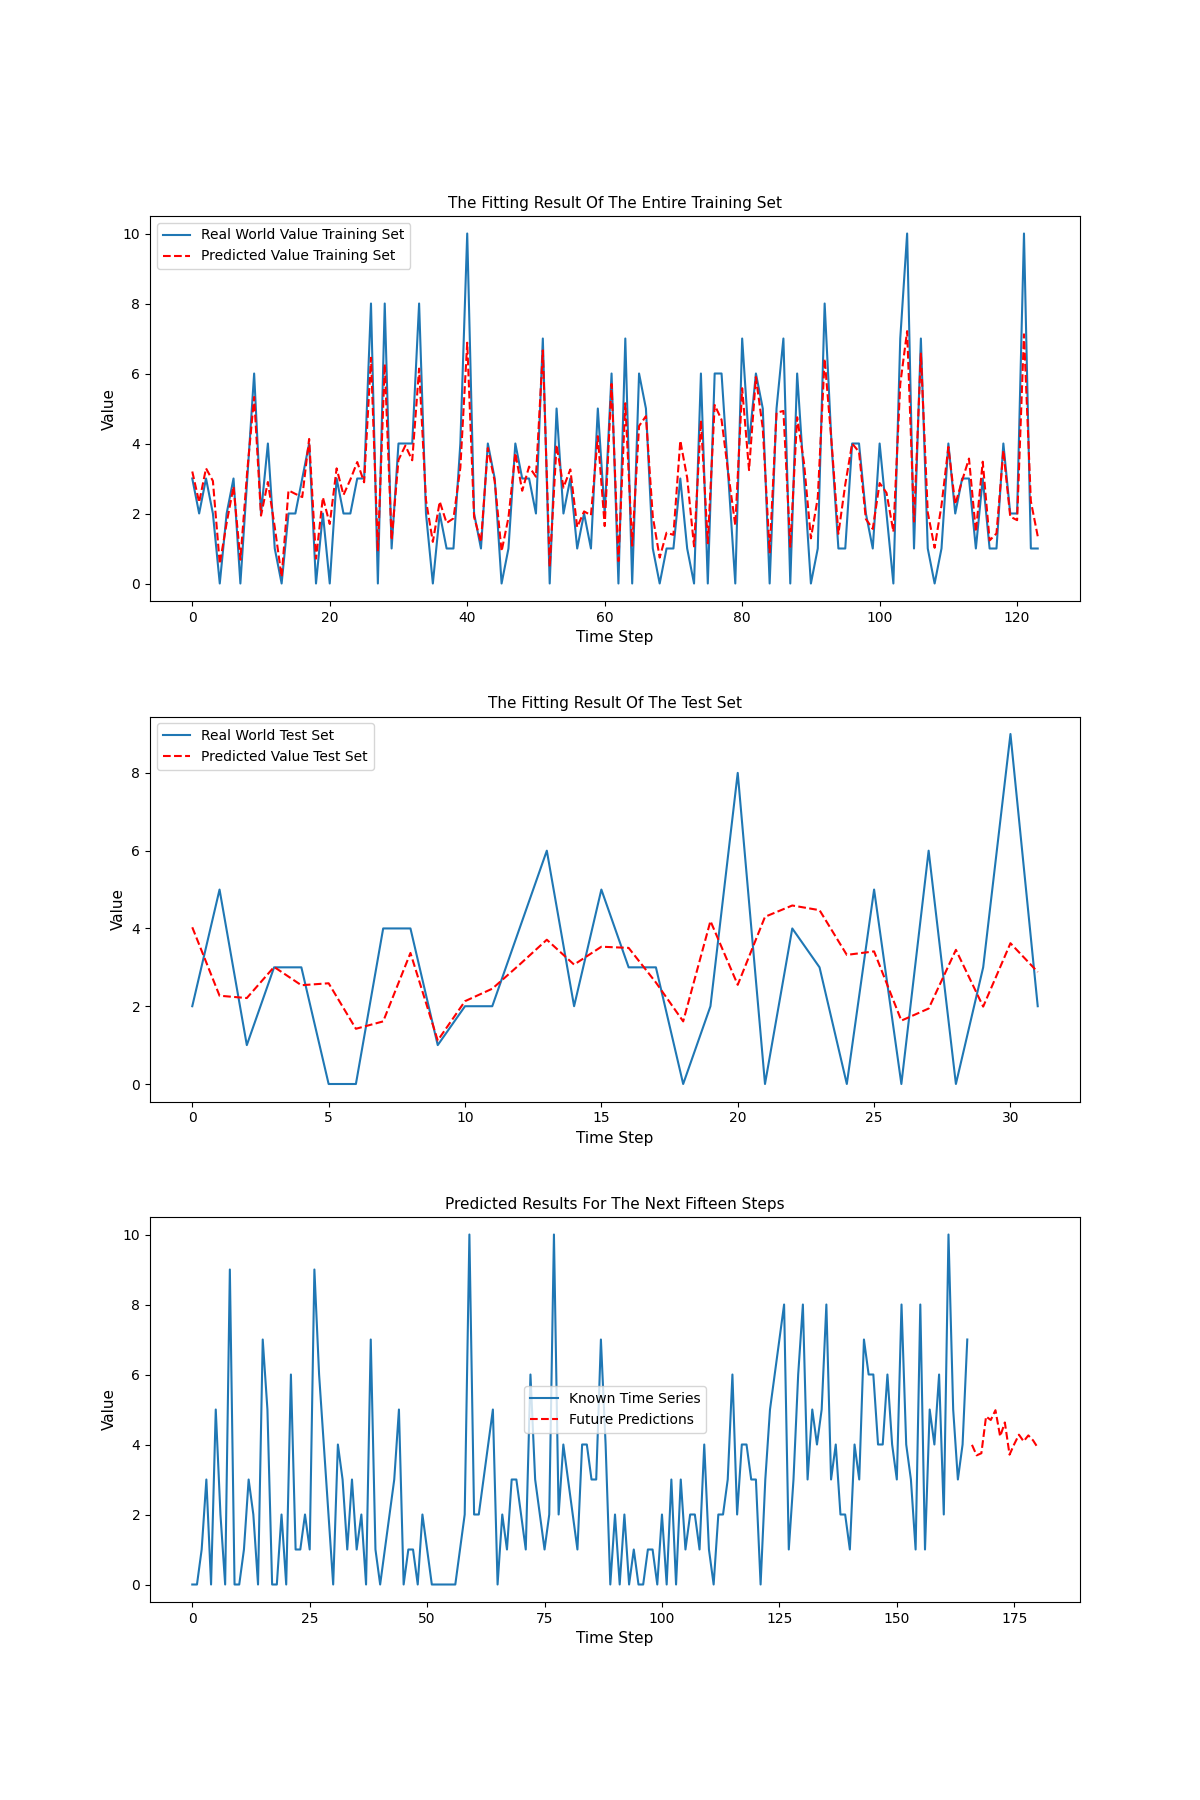 The Fitting Result Of The Entire Training Set
Real World Value Training Set
Predicted Value Training Set
Value
10
8
6
4
2
0
0 20 40 60 80 100 120
Time Step
The Fitting Result Of The Test Set
Real World Test Set
Predicted Value Test Set
Value
8
6
4
2
0
0 5 10 15 20 25 30
Time Step
Predicted Results For The Next Fifteen Steps
Known Time Series
Future Predictions
Value
10
8
6
4
2
0
0 25 50 75 100 125 150 175
Time Step